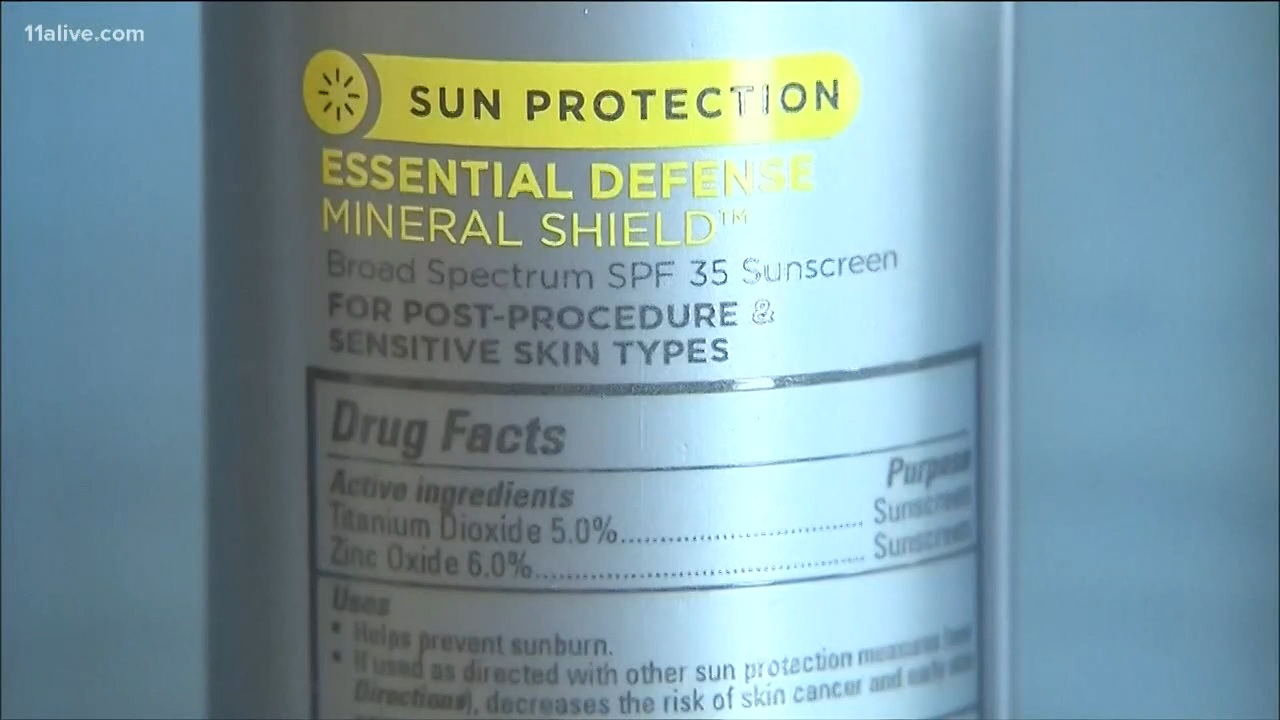 11alive.com
SUN PROTECTION
ESSENTIAL DEFENSE
MINERAL SHIELD™
Broad Spectrum SPF 35 Sunscreen
FOR POST-PROCEDURE &
SENSITIVE SKIN TYPES
Drug Facts
Active ingredients Purpose
Titanium Dioxide 5.0%.............................. Sunscreen
Zinc Oxide 6.0%........................................ Sunscreen
Uses
• Helps prevent sunburn.
• If used as directed with other sun protection measures
Directions), decreases the risk of skin cancer and early